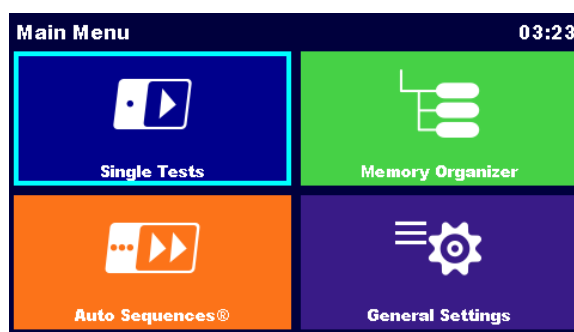 Main Menu 03:23
Single Tests Memory Organizer
Auto Sequences® General Settings